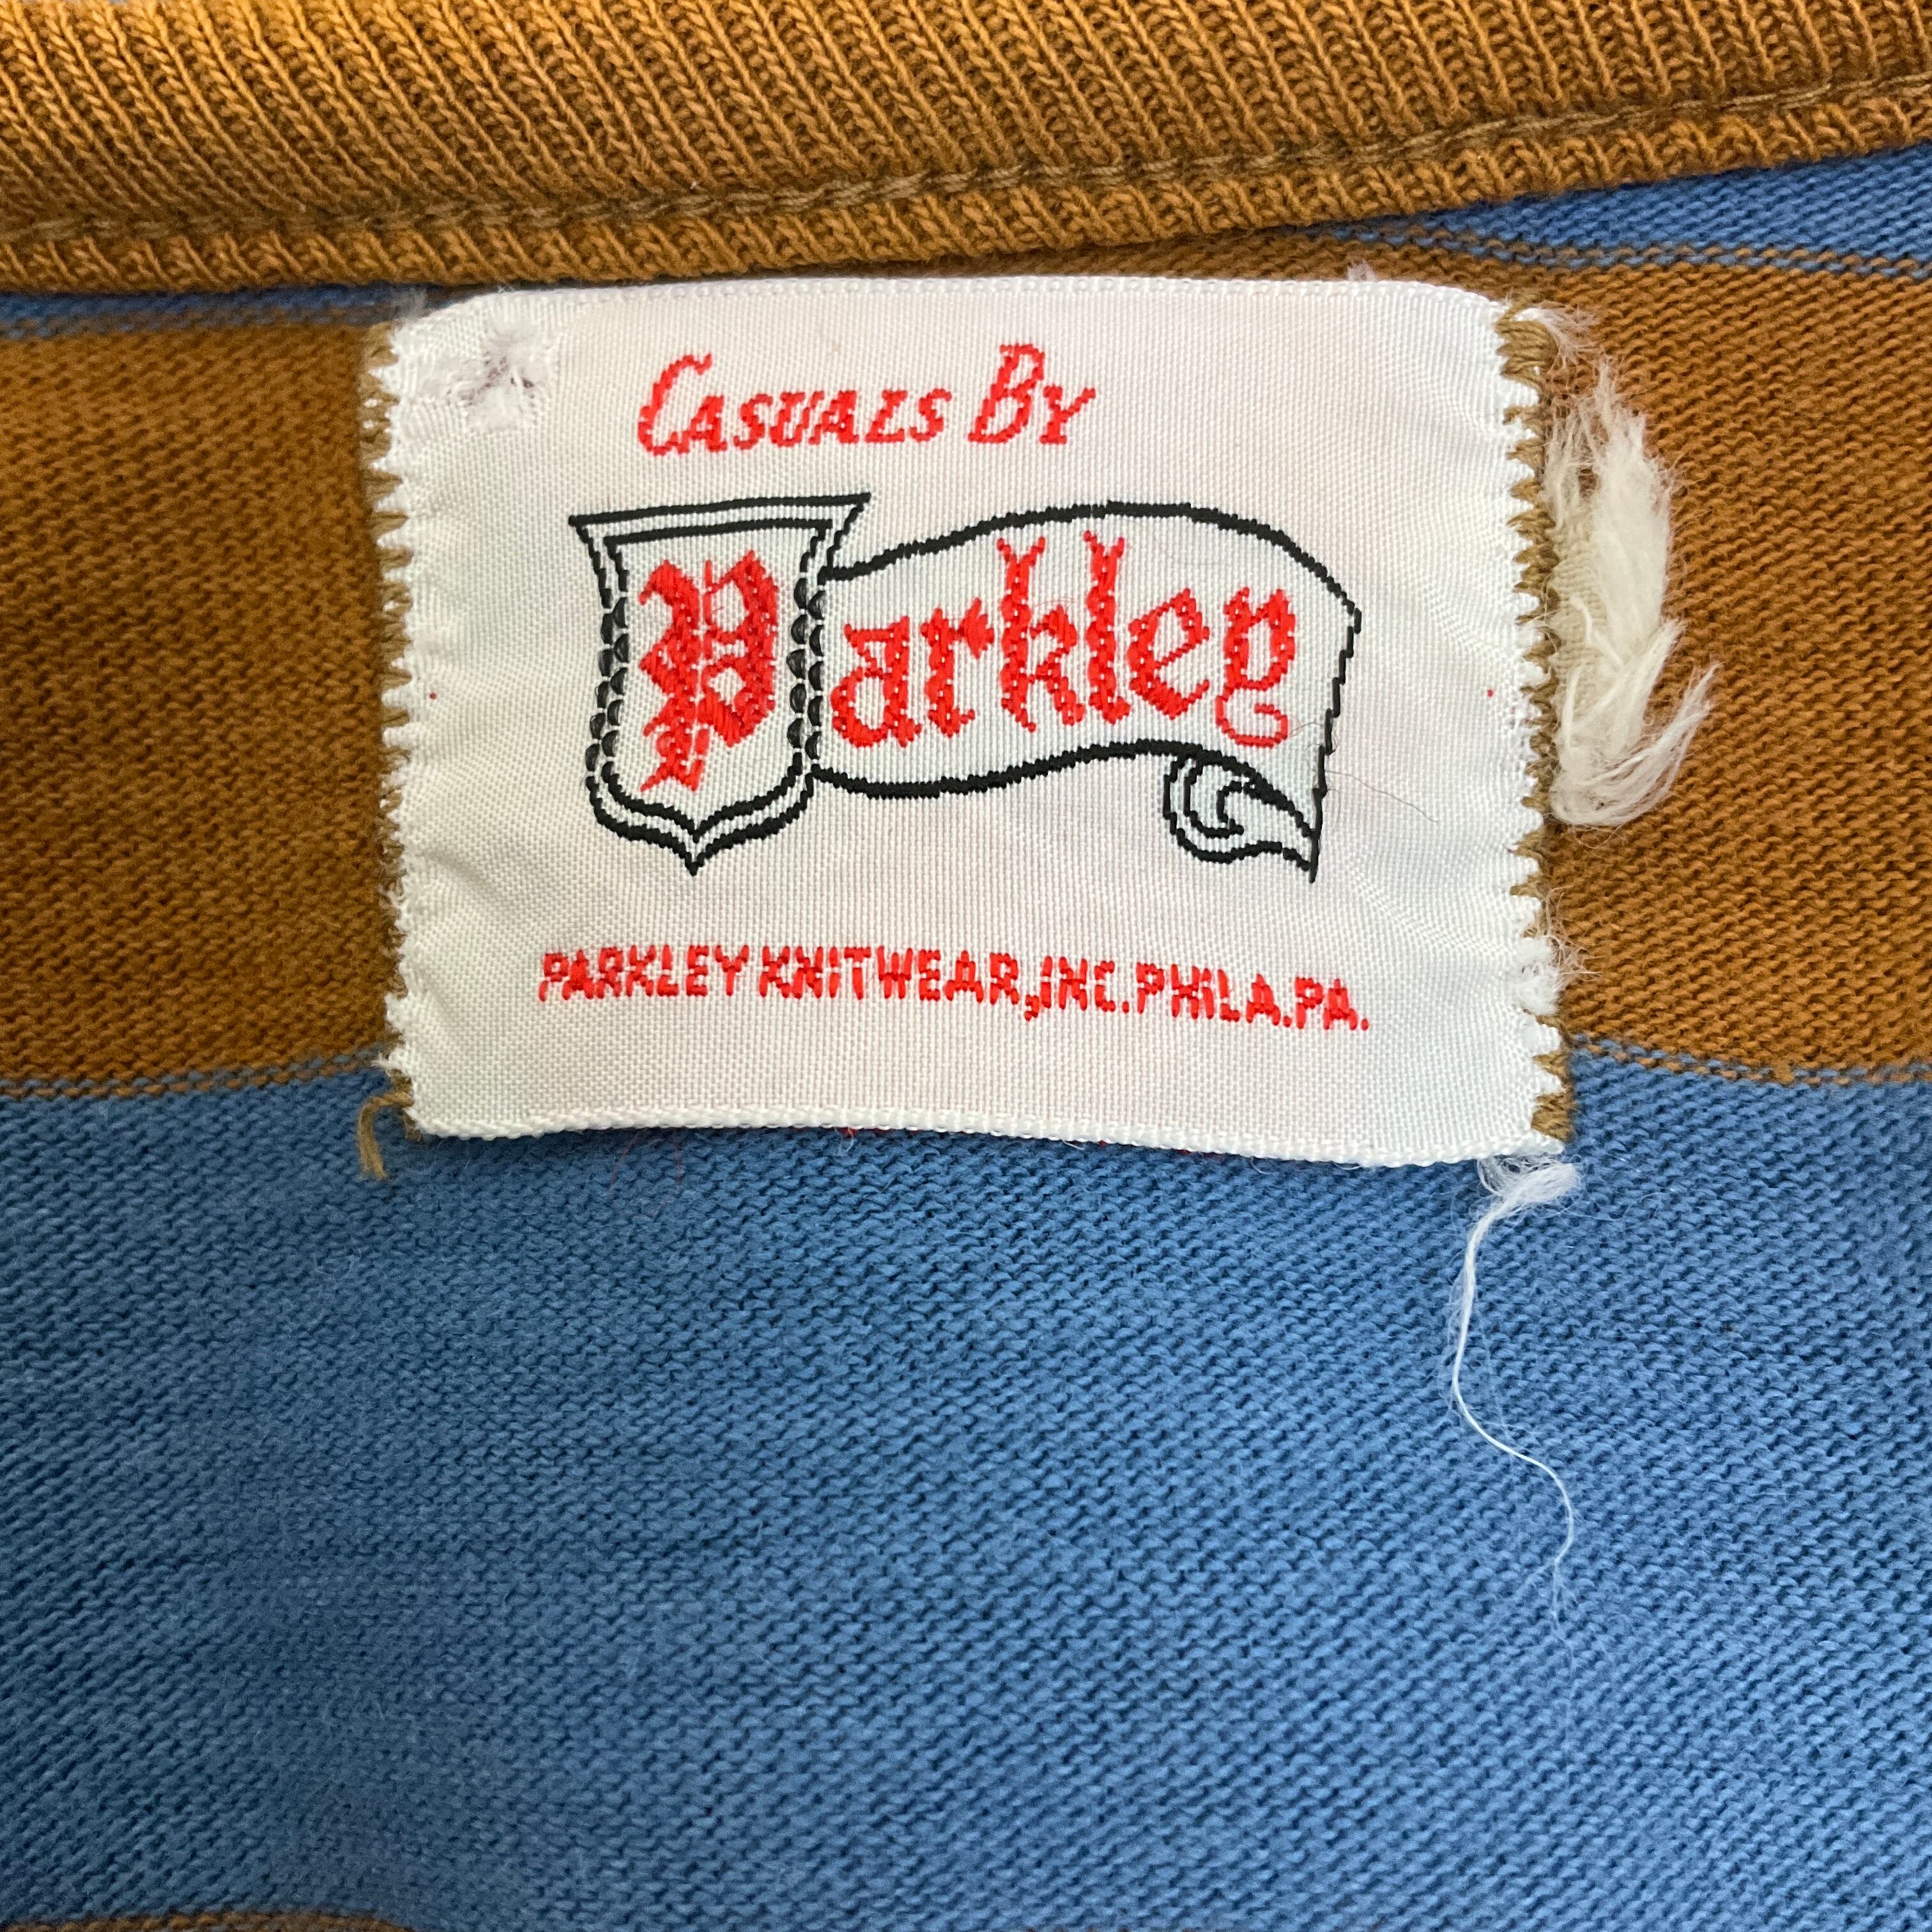 CASUALS BY
Parkley
PARKLEY KNITWEAR, INC. PHILA. PA.